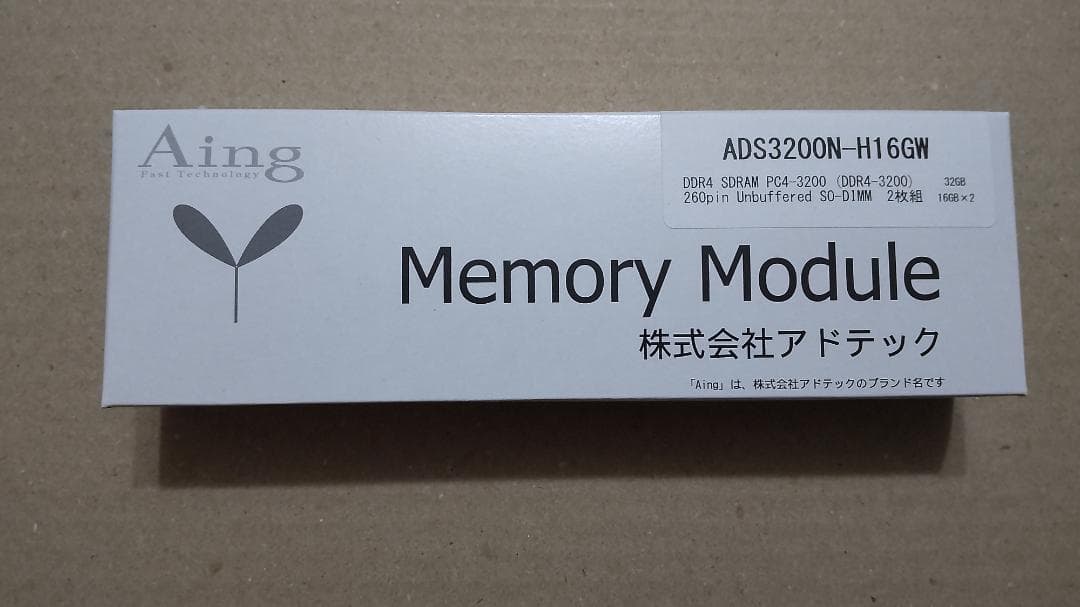 Aing
Fast Technology
ADS3200N-H16GW
DDR4 SDRAM PC4-3200 (DDR4-3200) 32GB
260pin Unbuffered SO-DIMM 2枚組 16GB×2
Memory Module
株式会社アドテック
「Aing」は、株式会社アドテックのブランド名です